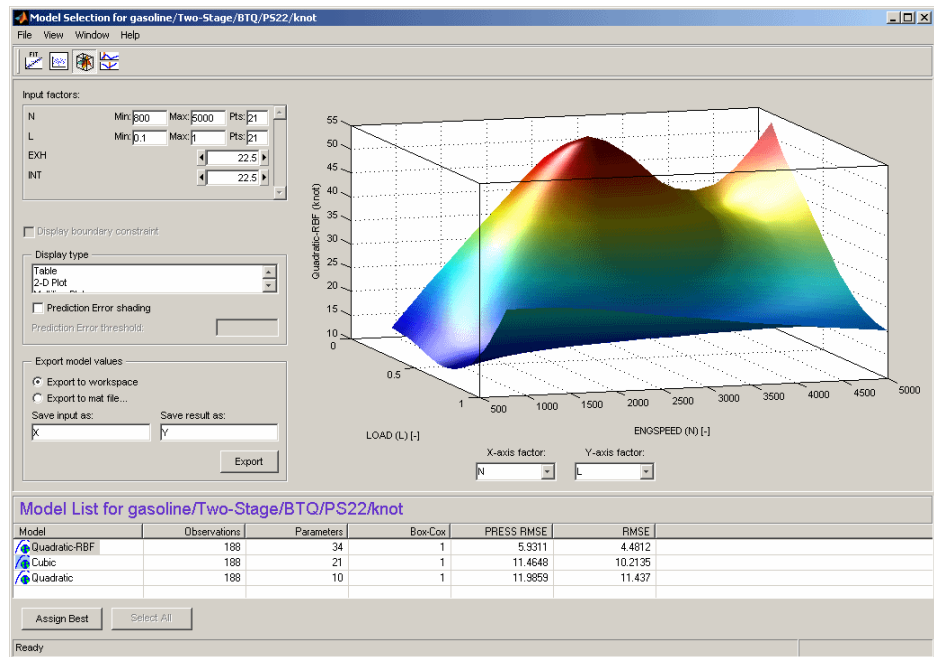 Model Selection for gasoline/Two-Stage/BTQ/PS22/knot
File View Window Help
FIT
Input factors:
N Min: 800 Max: 5000 Pts: 21
L Min: 0.1 Max: 1 Pts: 21
EXH 22.5
INT 22.5
Display boundary constraint
Display type
Table
2-D Plot
Prediction Error shading
Prediction Error threshold:
Export model values
Export to workspace
Export to mat file...
Save input as: Save result as:
X Y
Export
Quadratic-RBF (knot)
55
50
45
40
35
30
25
20
15
10
0
0.5
1
500
1000
1500
2000
2500
3000
3500
4000
4500
5000
LOAD (L) [-]
ENGSPEED (N) [-]
X-axis factor: Y-axis factor:
N L
Model List for gasoline/Two-Stage/BTQ/PS22/knot
Model Observations Parameters Box-Cox PRESS RMSE RMSE
Quadratic-RBF 188 34 1 5.9311 4.4812
Cubic 188 21 1 11.4648 10.2135
Quadratic 188 10 1 11.9859 11.437
Assign Best Select All
Ready